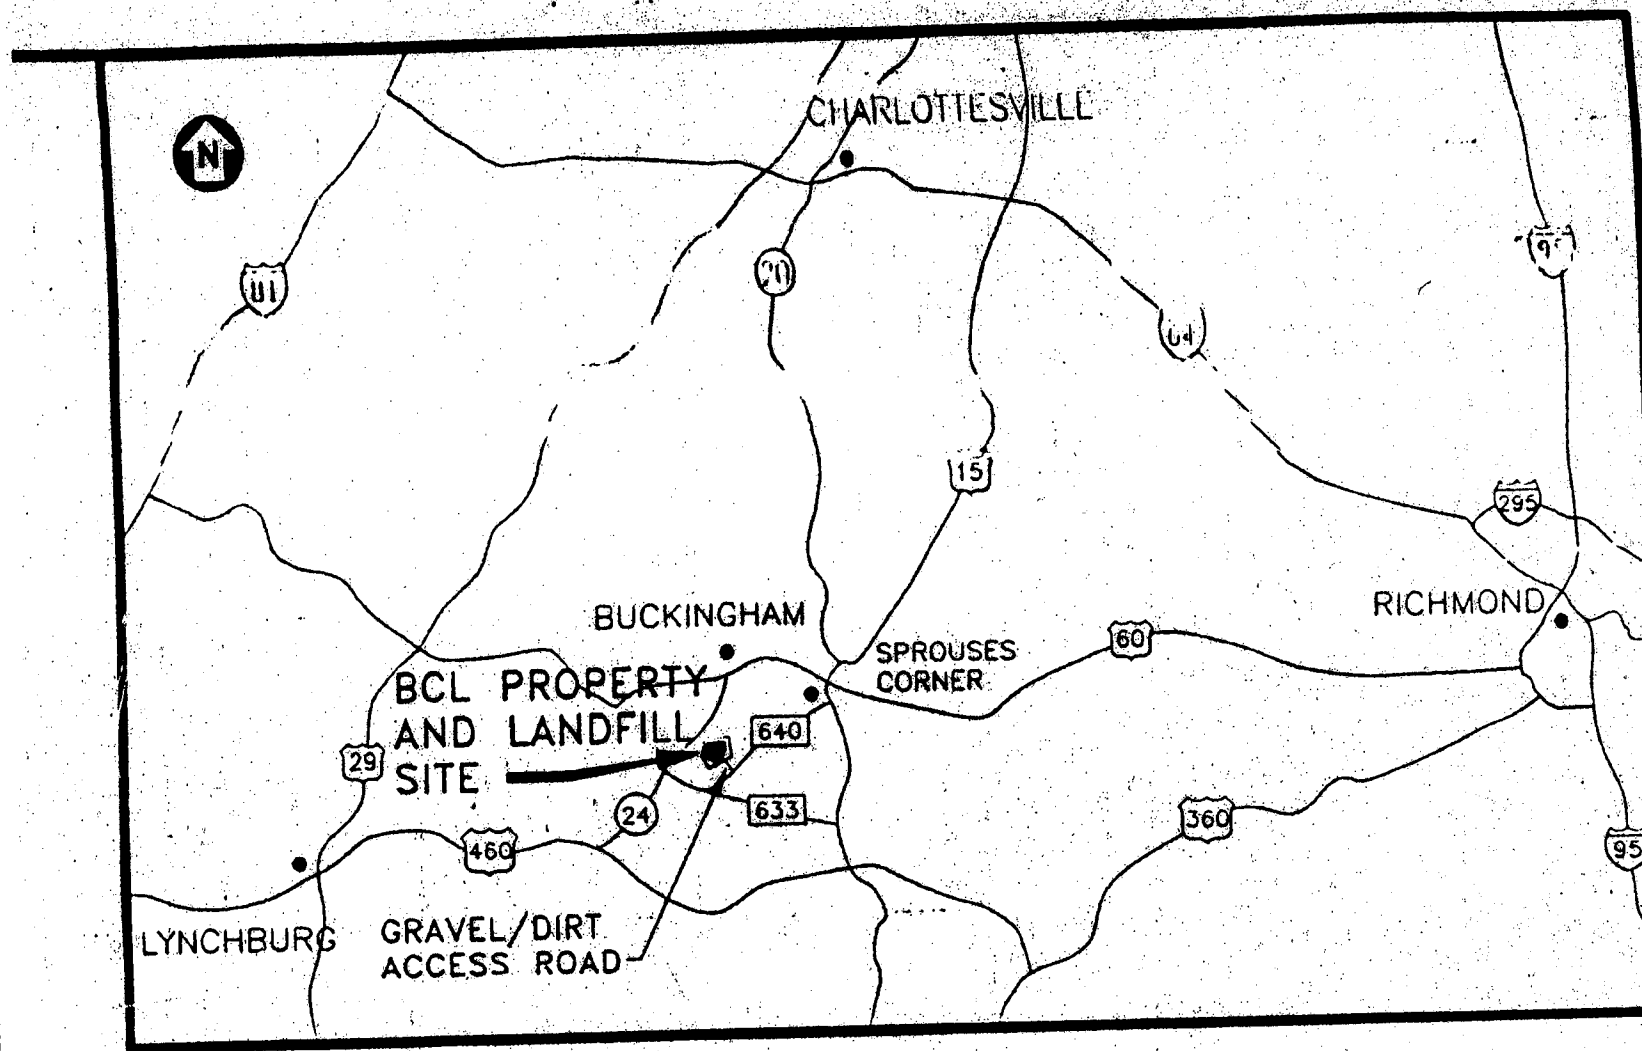 CHARLOTTESVILLE
N
20
15
295
RICHMOND
BUCKINGHAM
60
SPROUSES
CORNER
BCL PROPERTY
AND LANDFILL
SITE
640
29
24
633
360
460
95
LYNCHBURG
GRAVEL/DIRT
ACCESS ROAD
64